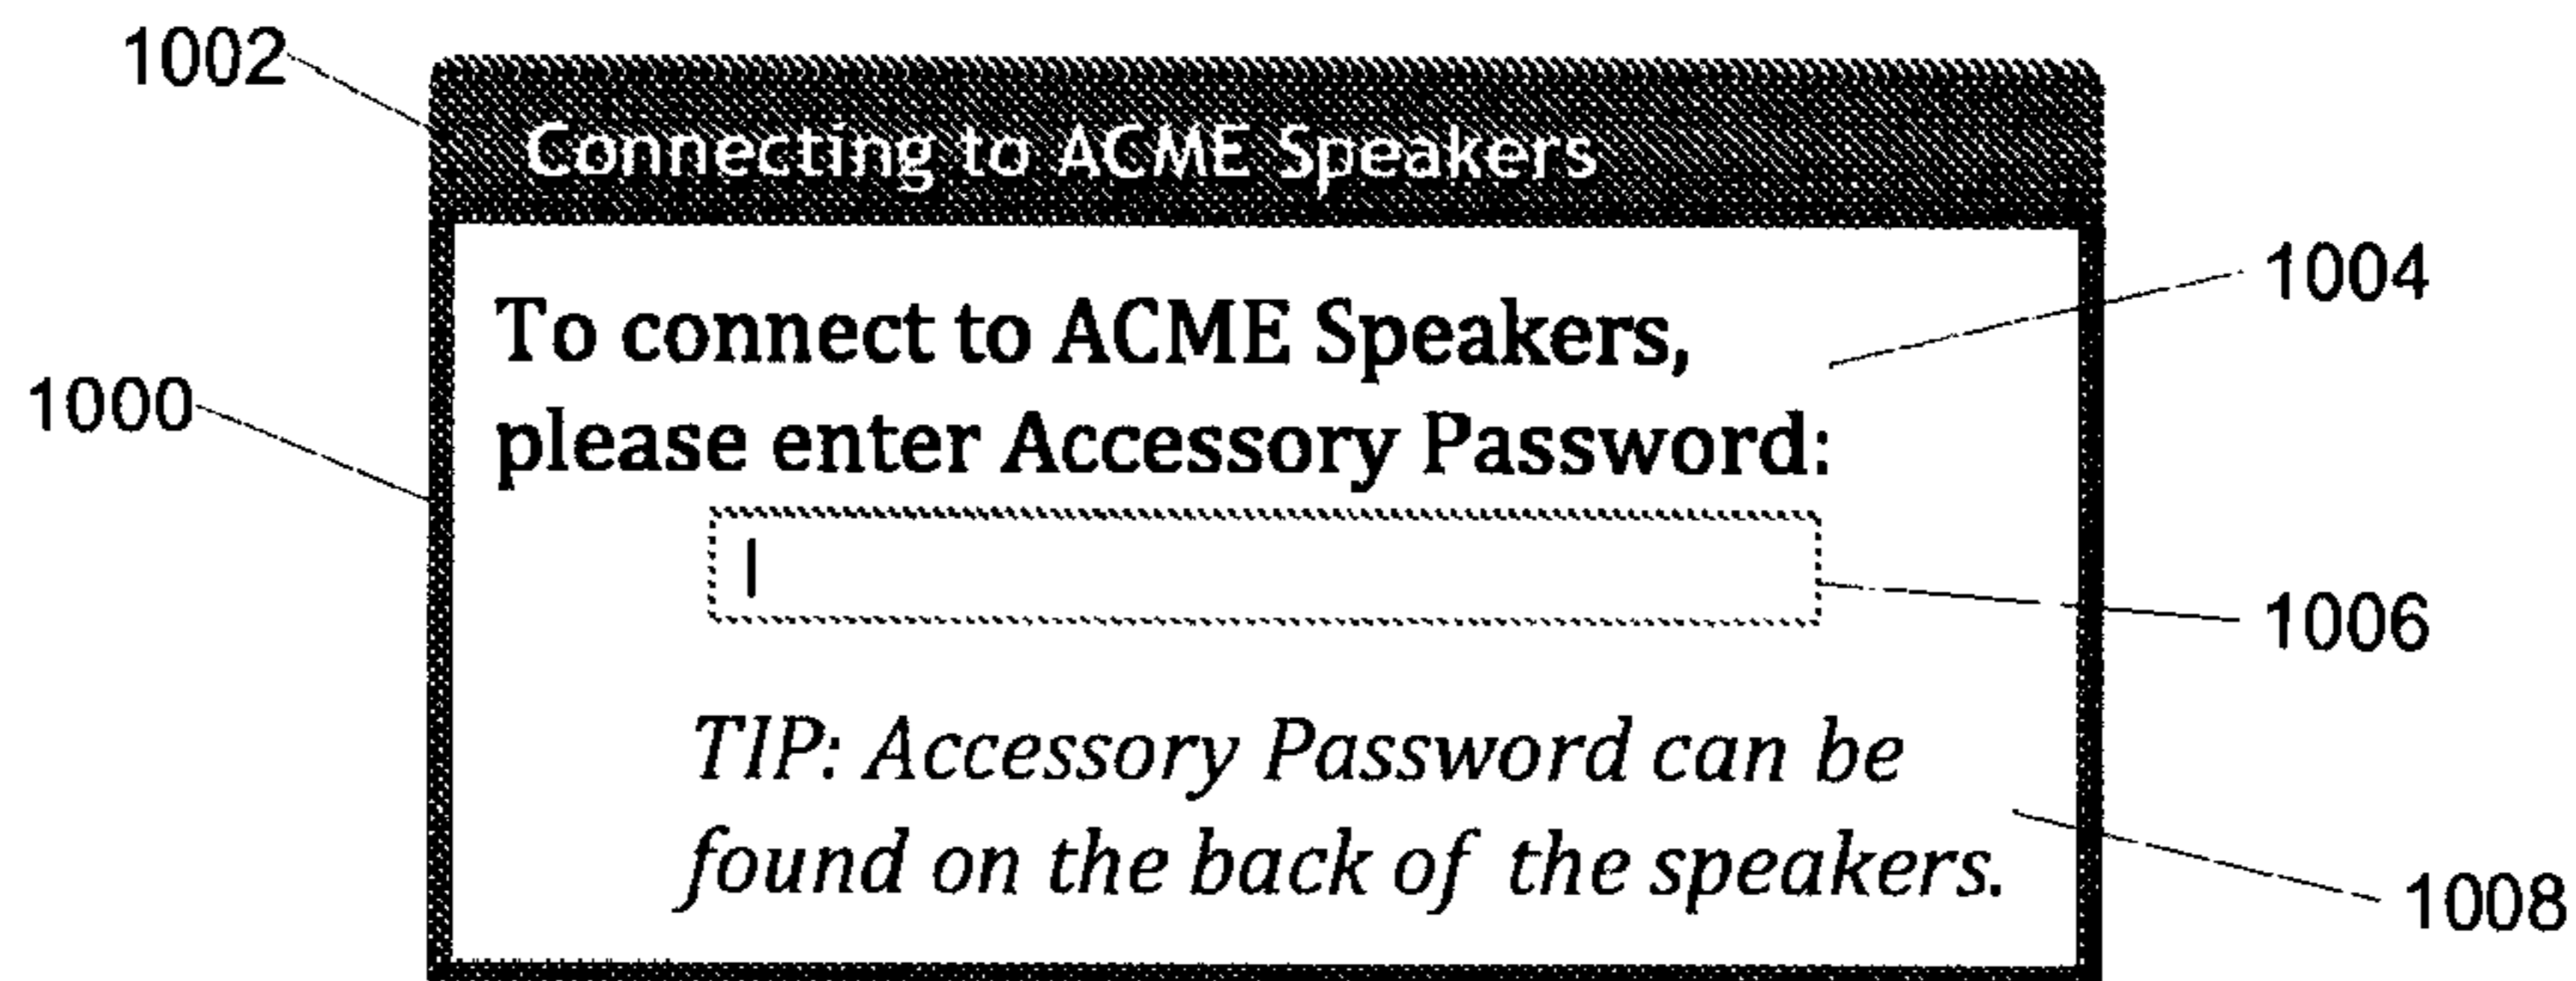 1002
Connecting to ACME Speakers
1004
To connect to ACME Speakers,
1000
please enter Accessory Password:
1006
TIP: Accessory Password can be
found on the back of the speakers.
1008